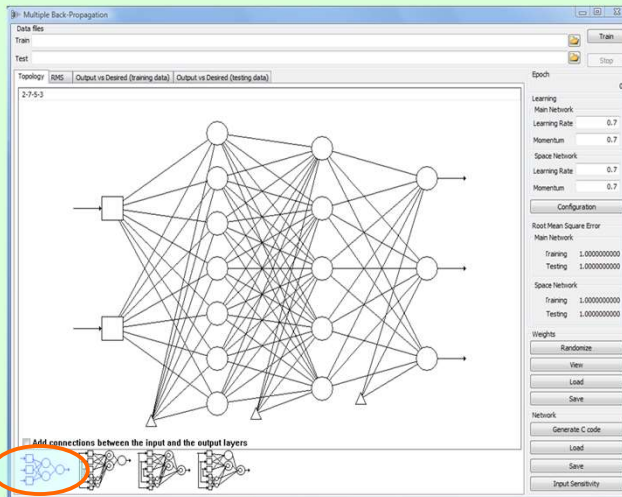 Multiple Back-Propagation
Data files
Train
Train
Test
Stop
Topology RMS Output vs Desired (training data) Output vs Desired (testing data)
2-7-5-3
Add connections between the input and the output layers
Epoch
0
Learning
Main Network
Learning Rate 0.7
Momentum 0.7
Space Network
Learning Rate 0.7
Momentum 0.7
Configuration
Root Mean Square Error
Main Network
Training 1.0000000000
Testing 1.0000000000
Space Network
Training 1.0000000000
Testing 1.0000000000
Weights
Randomize
View
Load
Save
Network
Generate C code
Load
Save
Input Sensitivity